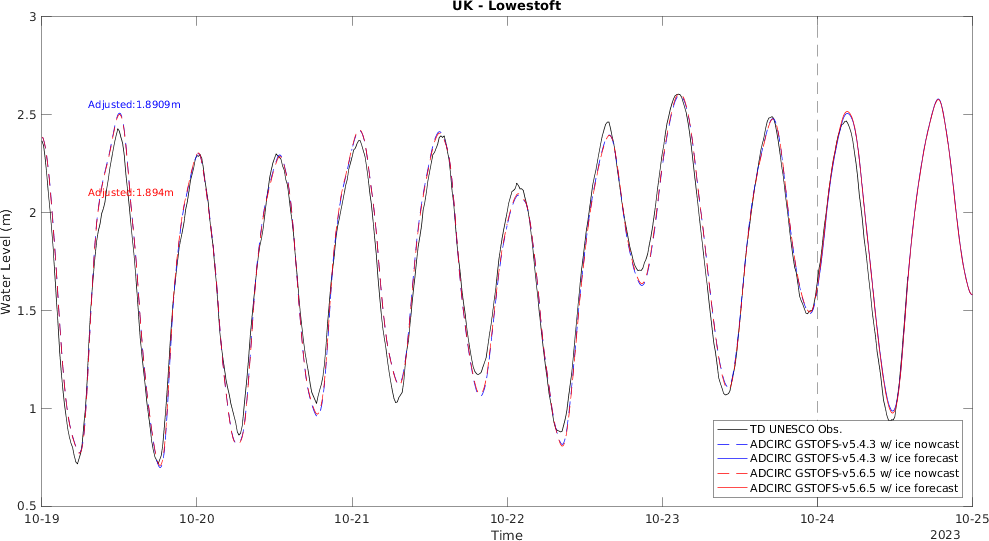 UK - Lowestoft
3
2.5
2
1.5
1
0.5
Water Level (m)
Adjusted:1.8909m
Adjusted:1.894m
TD UNESCO Obs.
ADCIRC GSTOFS-v5.4.3 w/ ice nowcast
ADCIRC GSTOFS-v5.4.3 w/ ice forecast
ADCIRC GSTOFS-v5.6.5 w/ ice nowcast
ADCIRC GSTOFS-v5.6.5 w/ ice forecast
10-19 10-20 10-21 10-22 10-23 10-24 10-25
Time
2023